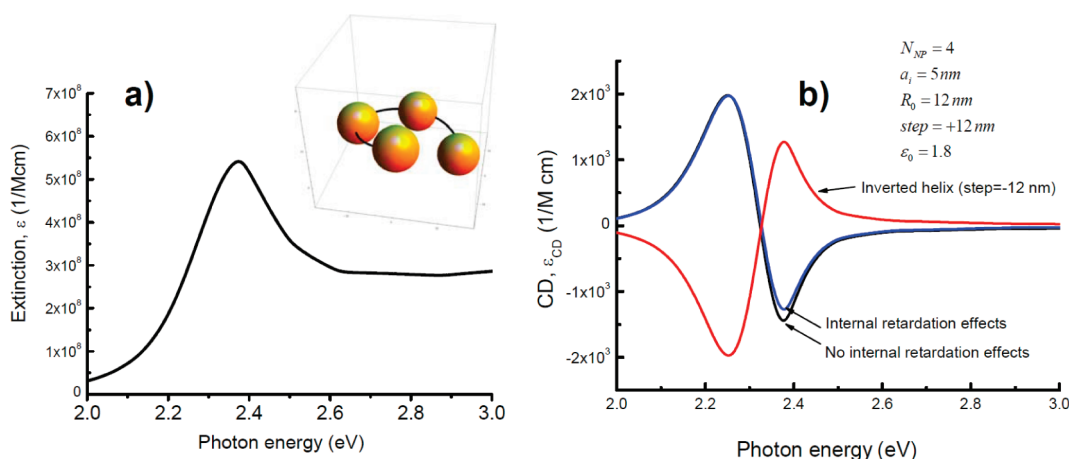 a)
Extinction, ε (1/Mcm)
7x10⁸
6x10⁸
5x10⁸
4x10⁸
3x10⁸
2x10⁸
1x10⁸
0
2.0 2.2 2.4 2.6 2.8 3.0
Photon energy (eV)
b)
CD, ε_CD (1/M cm)
2x10³
1x10³
0
-1x10³
-2x10³
2.0 2.2 2.4 2.6 2.8 3.0
Photon energy (eV)
N_NP = 4
a_i = 5 nm
R_0 = 12 nm
step = +12 nm
ε_0 = 1.8
Inverted helix (step=-12 nm)
Internal retardation effects
No internal retardation effects